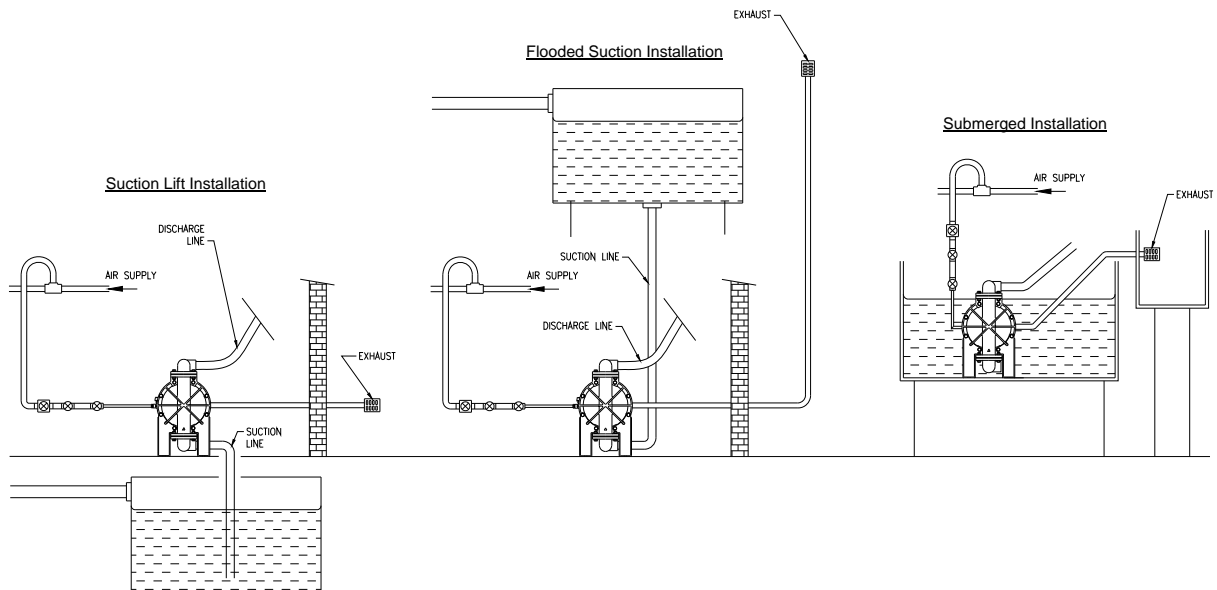 Suction Lift Installation
DISCHARGE
LINE
AIR SUPPLY
EXHAUST
SUCTION
LINE
Flooded Suction Installation
EXHAUST
SUCTION LINE
AIR SUPPLY
DISCHARGE LINE
Submerged Installation
AIR SUPPLY
EXHAUST